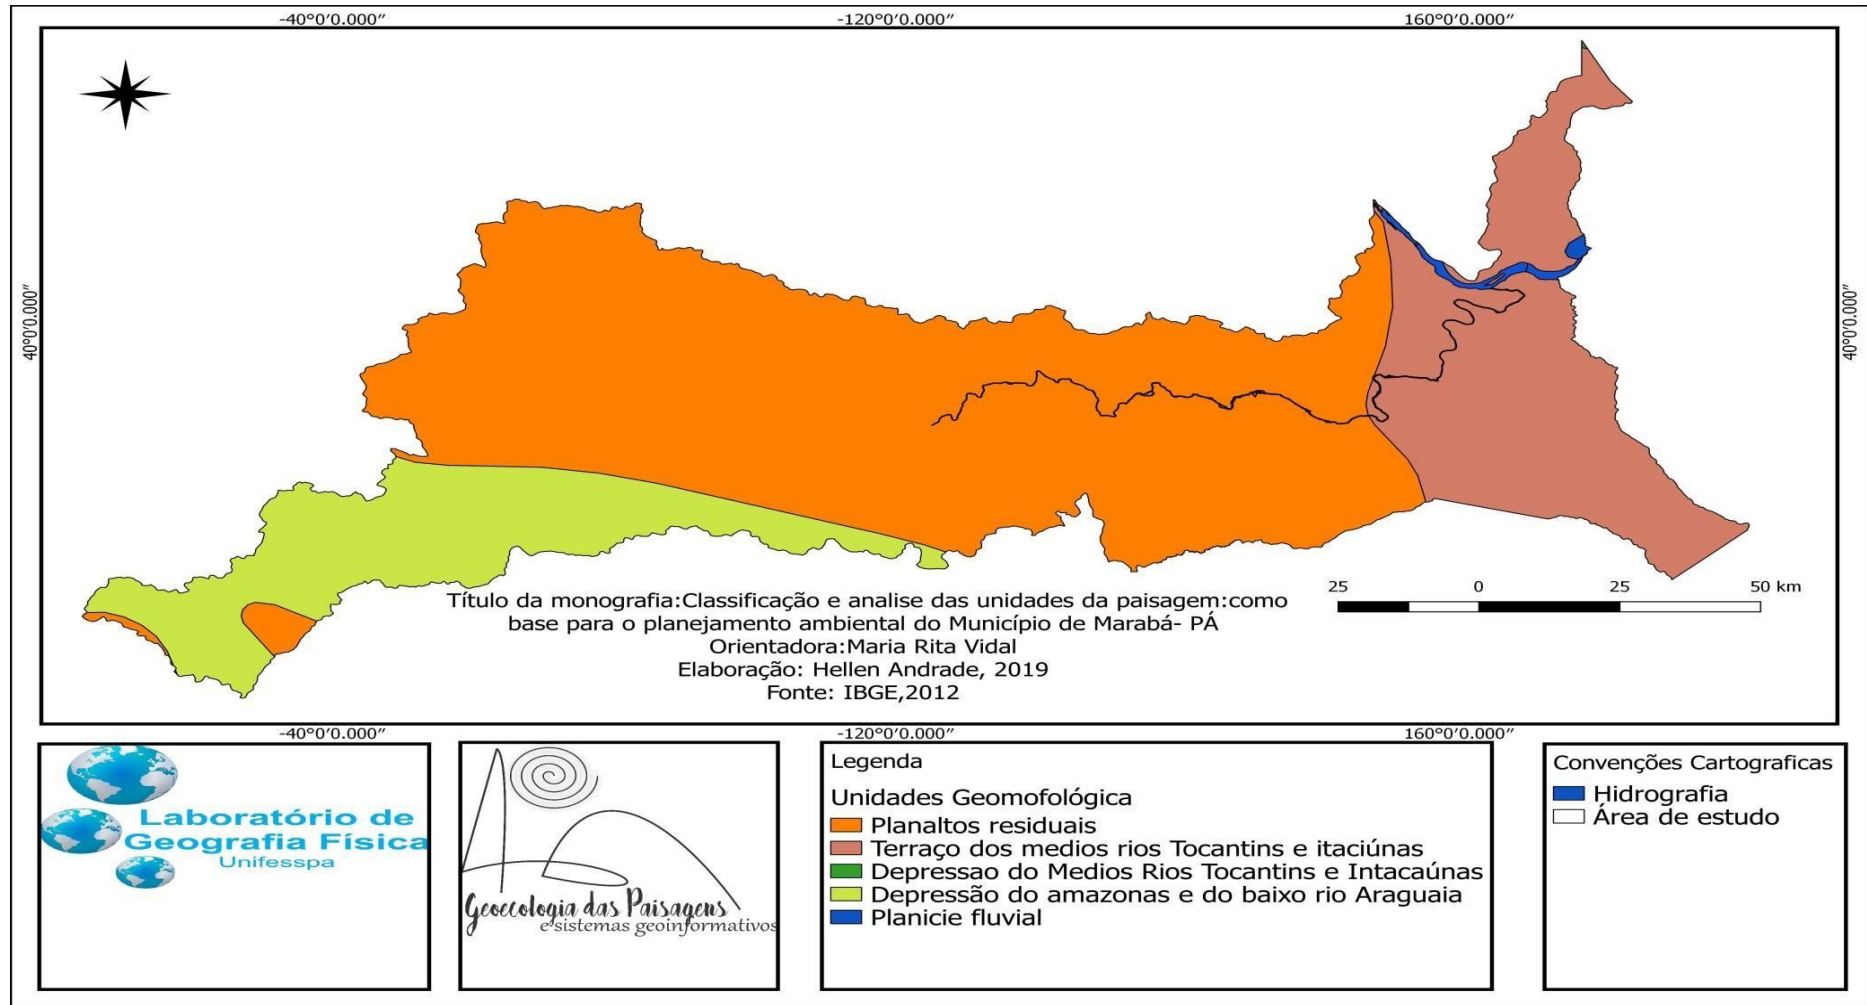 -40°0′0.000″
-120°0′0.000″
160°0′0.000″
40°0′0.000″
40°0′0.000″
25 0 25 50 km
Título da monografia:Classificação e analise das unidades da paisagem:como
base para o planejamento ambiental do Município de Marabá- PÁ
Orientadora:Maria Rita Vidal
Elaboração: Hellen Andrade, 2019
Fonte: IBGE,2012
-40°0′0.000″
-120°0′0.000″
160°0′0.000″
Laboratório de
Geografia Física
Unifesspa
Geoecologia das Paisagens
e sistemas geoinformativos
Legenda
Unidades Geomofológica
Planaltos residuais
Terraço dos medios rios Tocantins e itaciúnas
Depressao do Medios Rios Tocantins e Intacaúnas
Depressão do amazonas e do baixo rio Araguaia
Planicie fluvial
Convenções Cartograficas
Hidrografia
Área de estudo